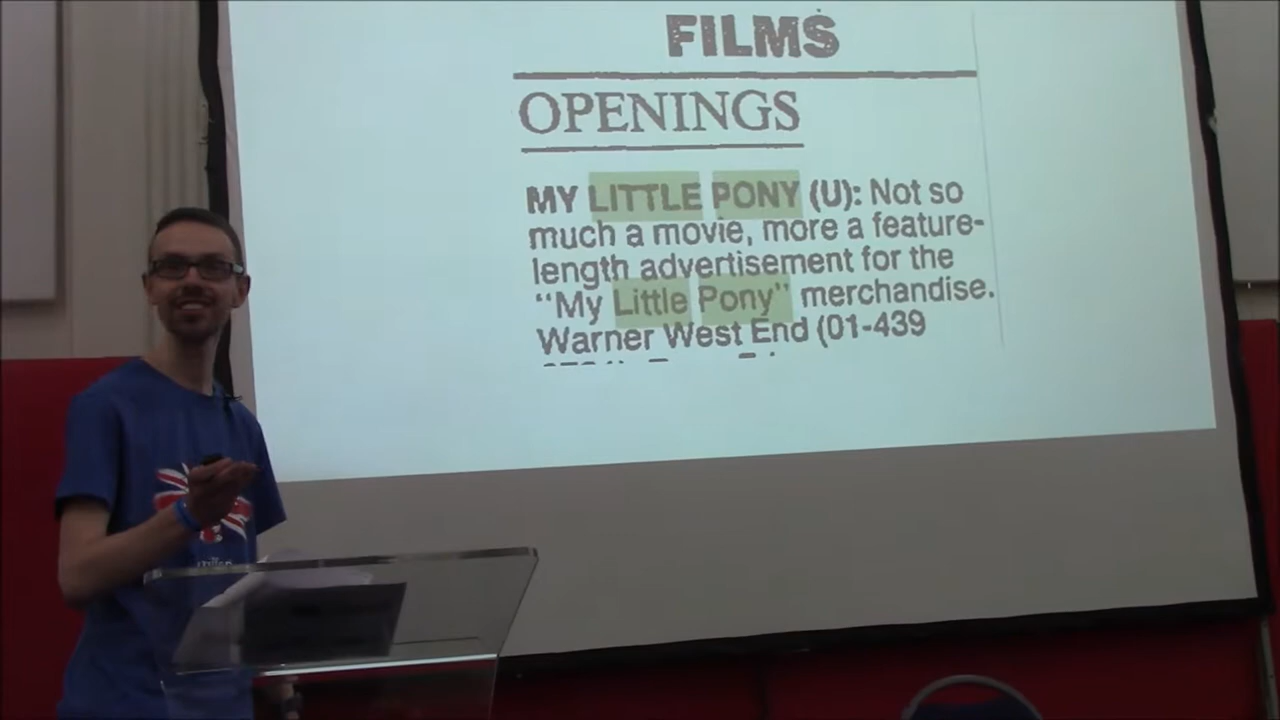 FILMS
OPENINGS
MY LITTLE PONY (U): Not so
much a movie, more a feature-
length advertisement for the
“My Little Pony” merchandise.
Warner West End (01-439